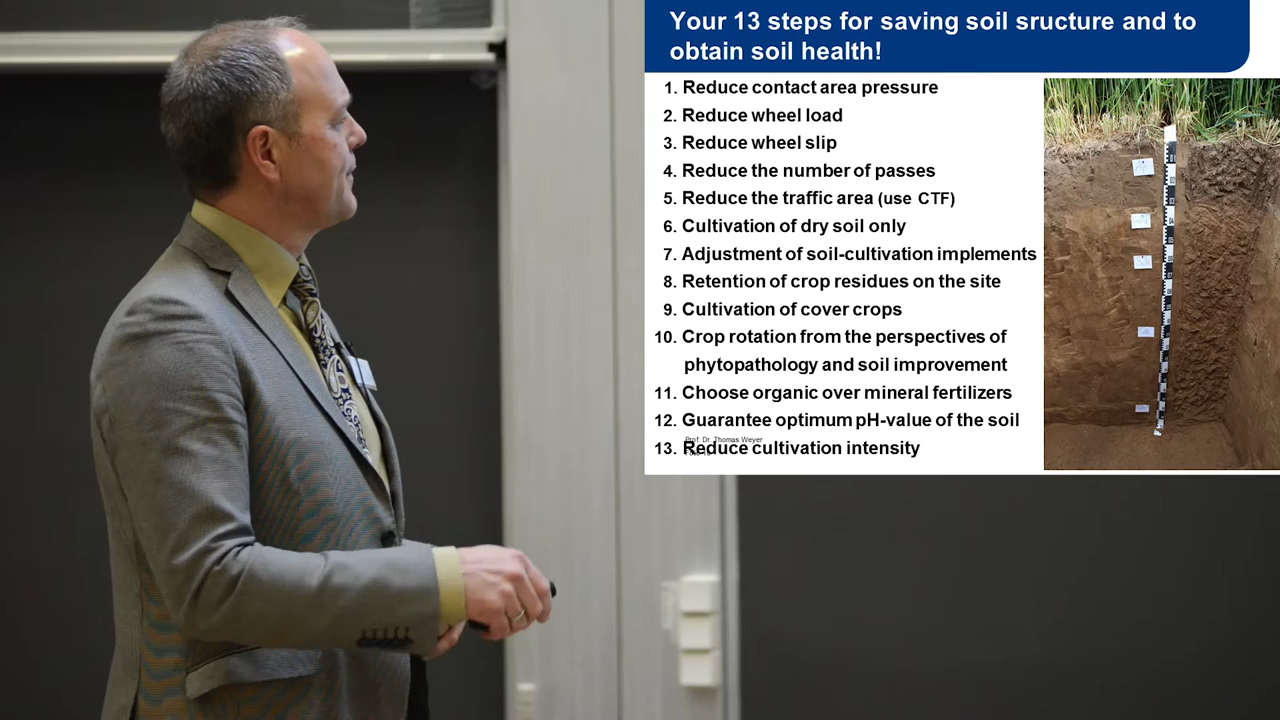 Your 13 steps for saving soil sructure and to
obtain soil health!
1. Reduce contact area pressure
2. Reduce wheel load
3. Reduce wheel slip
4. Reduce the number of passes
5. Reduce the traffic area (use CTF)
6. Cultivation of dry soil only
7. Adjustment of soil-cultivation implements
8. Retention of crop residues on the site
9. Cultivation of cover crops
10. Crop rotation from the perspectives of
phytopathology and soil improvement
11. Choose organic over mineral fertilizers
12. Guarantee optimum pH-value of the soil
Prof. Dr. Thomas Weyer
13. Reduce cultivation intensity